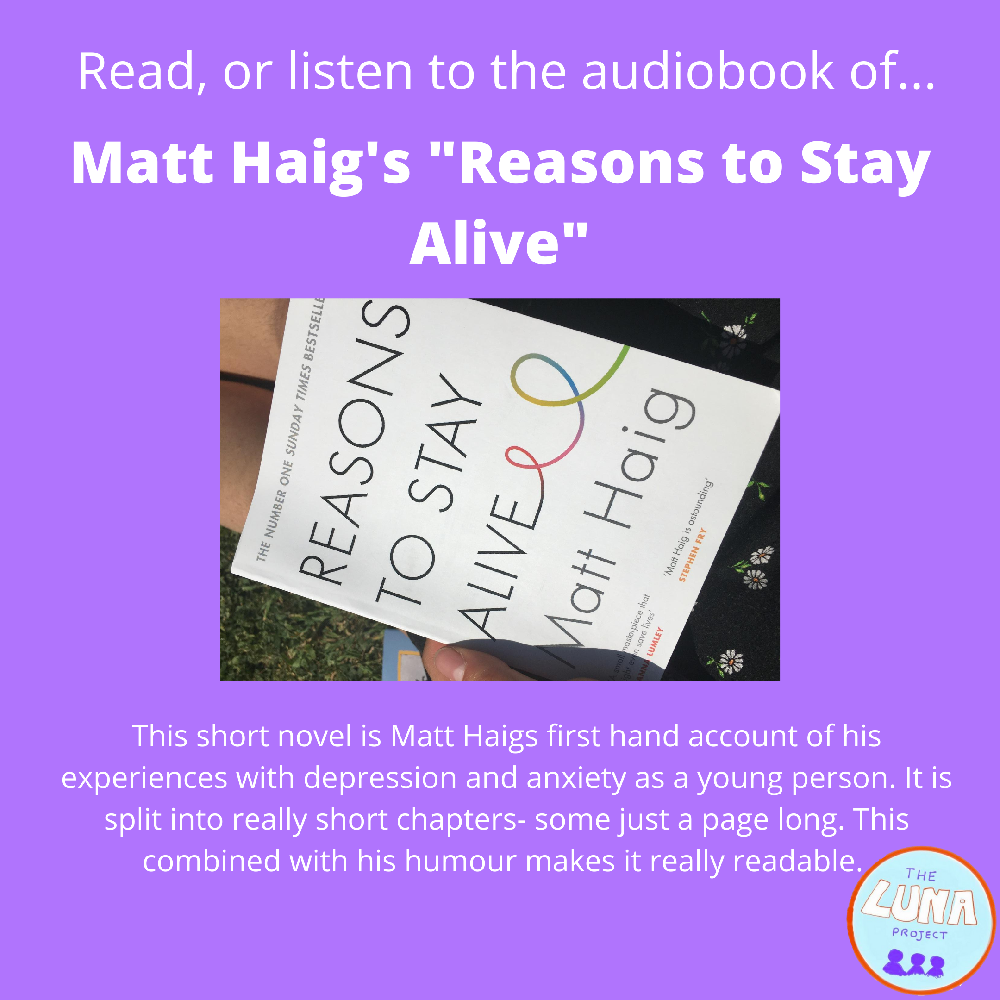 Read, or listen to the audiobook of...
Matt Haig's "Reasons to Stay
Alive"
THE NUMBER ONE SUNDAY TIMES BESTSELLE
REASONS
TO STAY
ALIVE
Matt Haig
'Matt Haig is astounding'
STEPHEN FRY
A small masterpiece that
ight even save lives'
ANNA LUMLEY
This short novel is Matt Haigs first hand account of his
experiences with depression and anxiety as a young person. It is
split into really short chapters- some just a page long. This
combined with his humour makes it really readable.
THE
LUNA
PROJECT